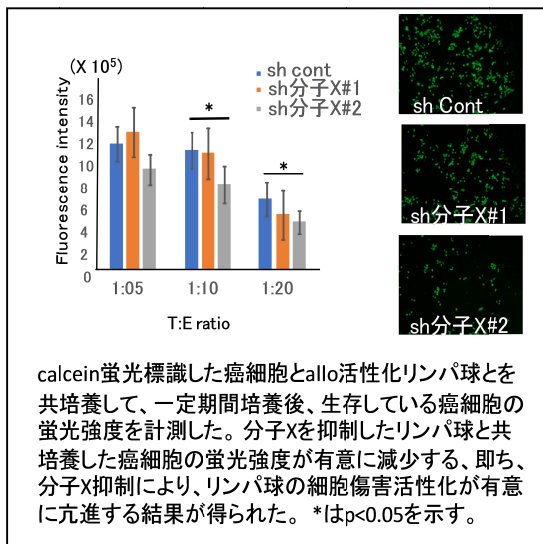 (X 10⁵)
Fluorescence intensity
16
14
12
10
8
6
4
2
0
sh cont
sh分子X#1
sh分子X#2
*
*
1:05
1:10
1:20
T:E ratio
sh Cont
sh分子X#1
sh分子X#2
calcein蛍光標識した癌細胞とallo活性化リンパ球とを
共培養して、一定期間培養後、生存している癌細胞の
蛍光強度を計測した。分子Xを抑制したリンパ球と共
培養した癌細胞の蛍光強度が有意に減少する、即ち、
分子X抑制により、リンパ球の細胞傷害活性化が有意
に亢進する結果が得られた。 *はp<0.05を示す。